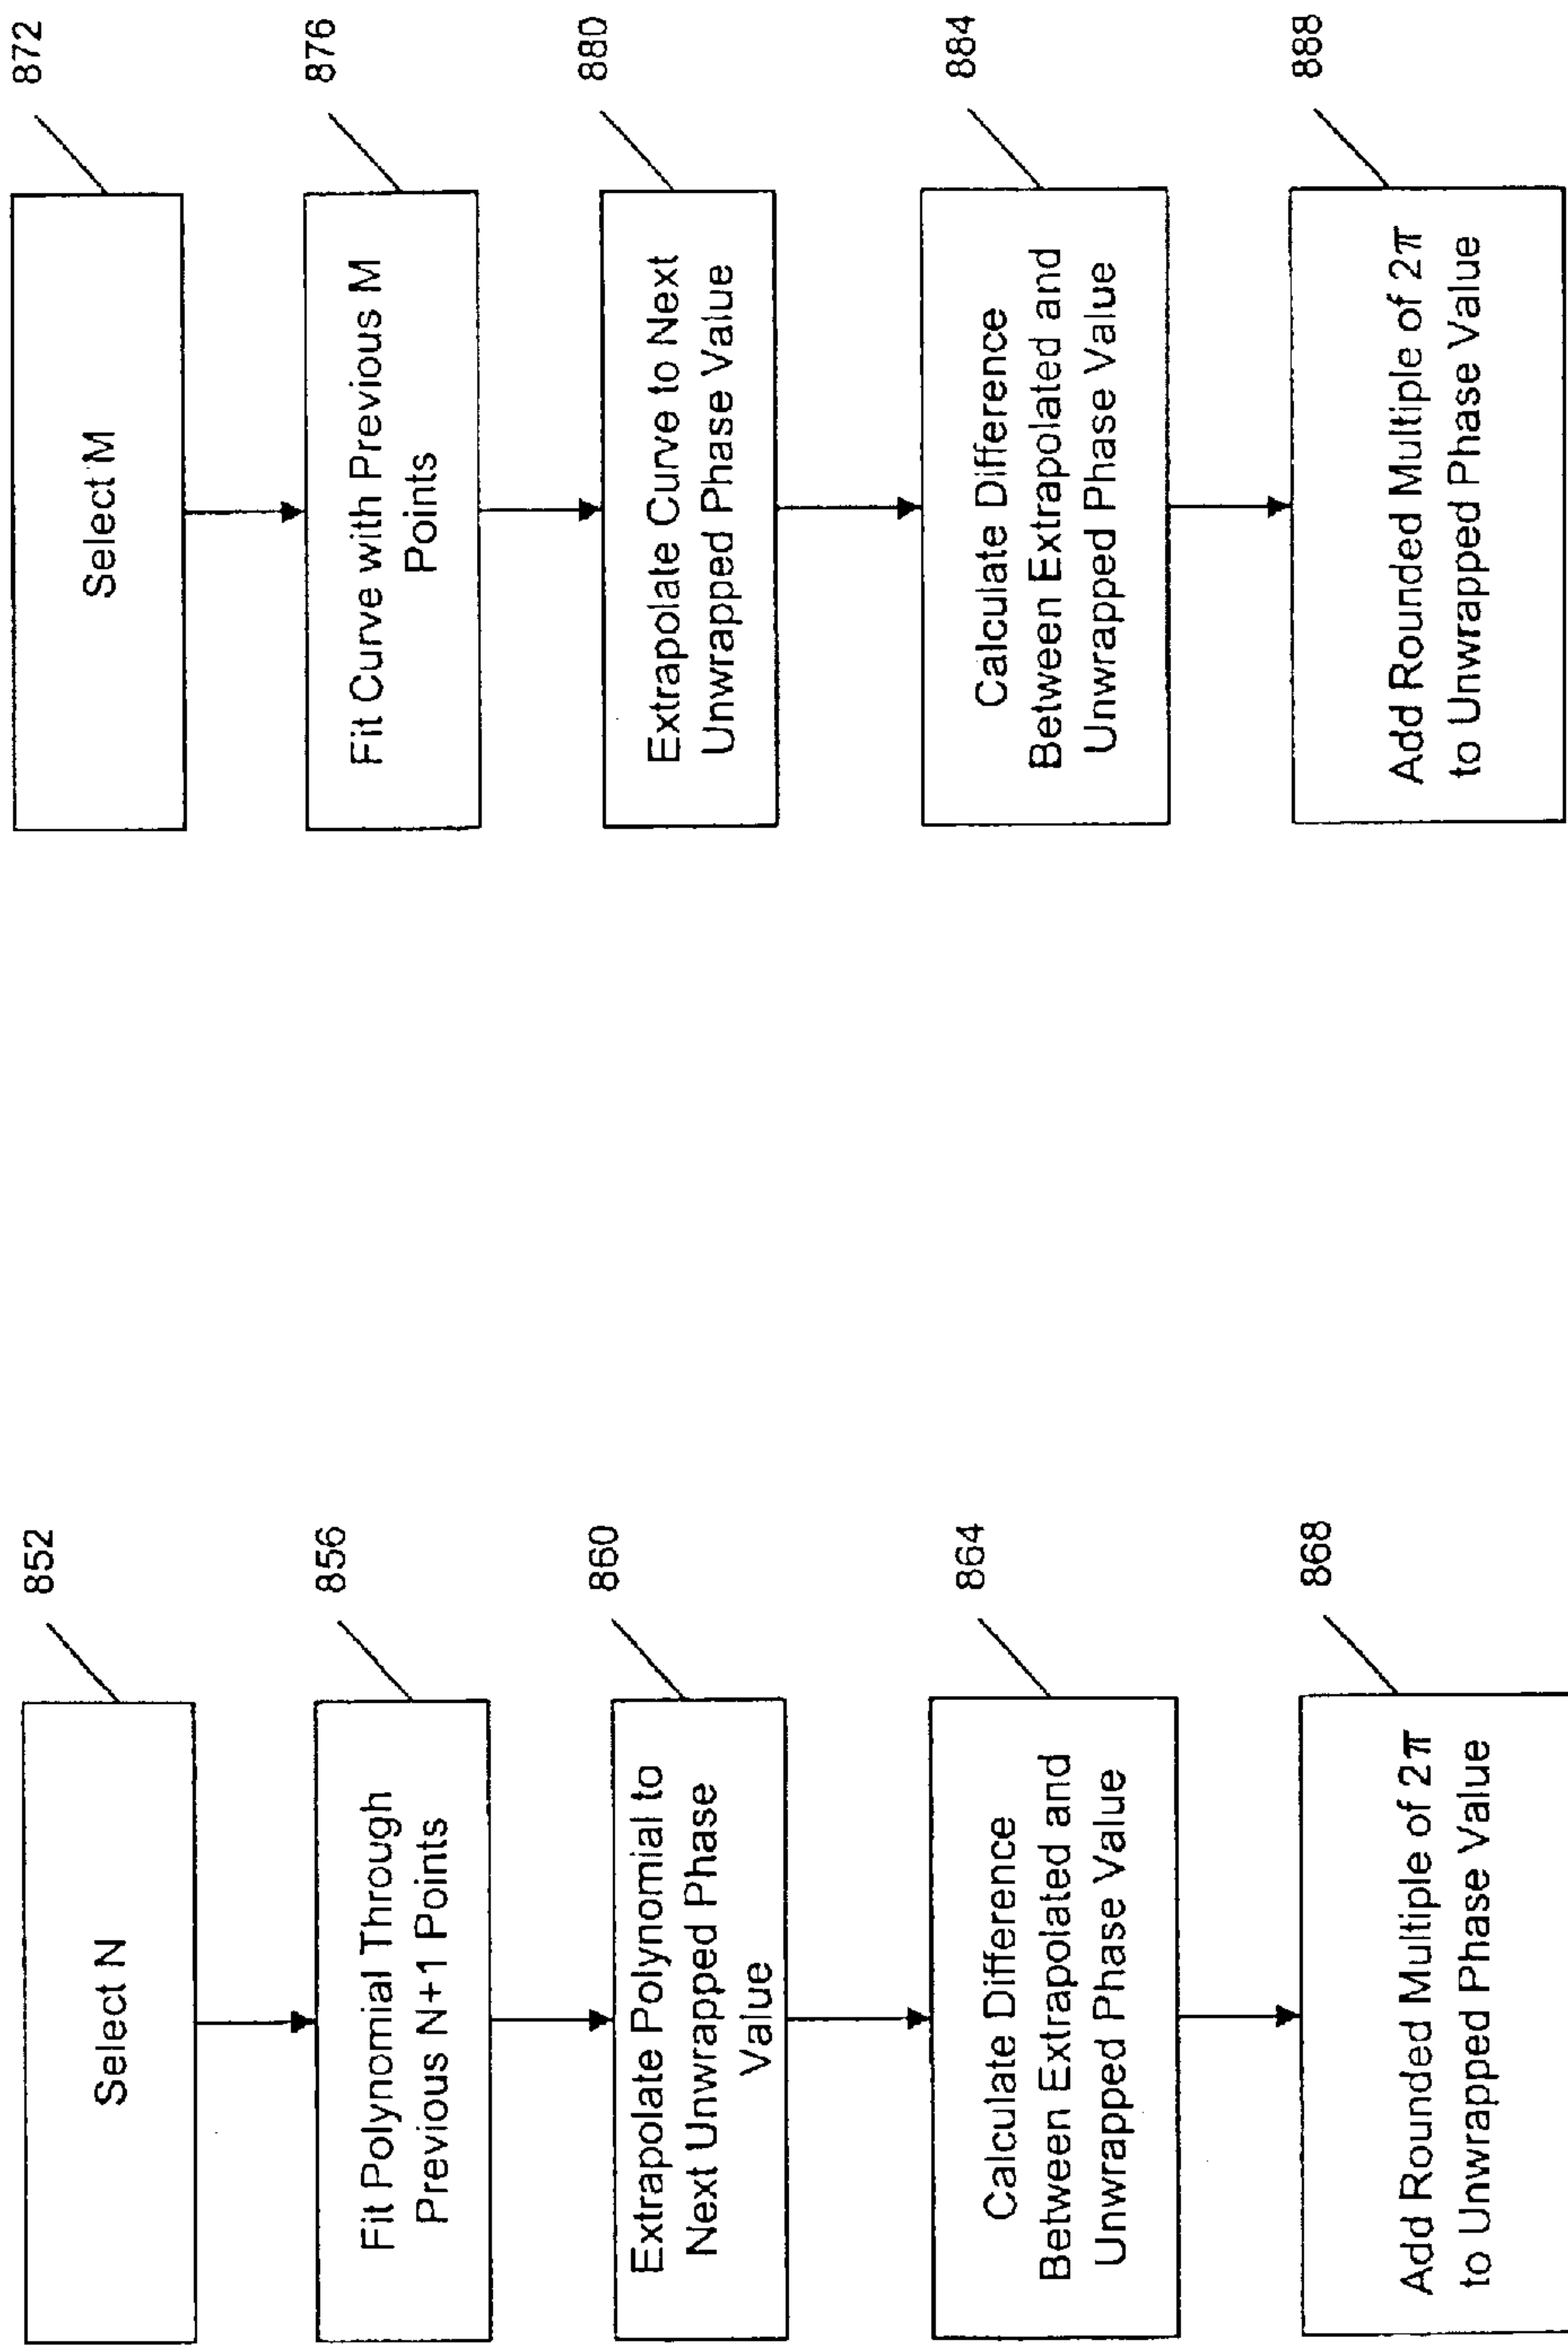 852
Select N
856
Fit Polynomial Through
Previous N+1 Points
860
Extrapolate Polynomial to
Next Unwrapped Phase
Value
864
Calculate Difference
Between Extrapolated and
Unwrapped Phase Value
868
Add Rounded Multiple of 2π
to Unwrapped Phase Value
872
Select M
876
Fit Curve with Previous M
Points
880
Extrapolate Curve to Next
Unwrapped Phase Value
884
Calculate Difference
Between Extrapolated and
Unwrapped Phase Value
888
Add Rounded Multiple of 2π
to Unwrapped Phase Value